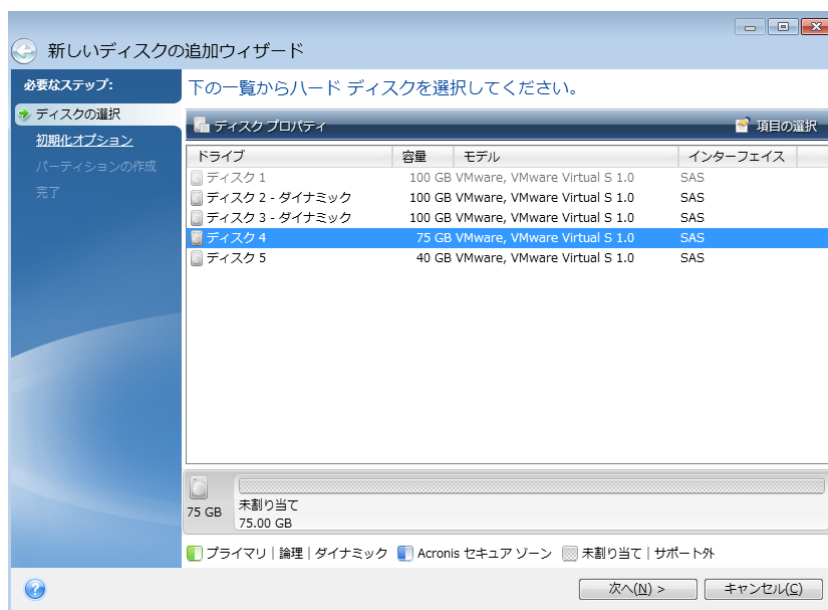 新しいディスクの追加ウィザード
必要なステップ:
ディスクの選択
初期化オプション
パーティションの作成
完了
下の一覧からハード ディスクを選択してください。
ディスク プロパティ
項目の選択
ドライブ 容量 モデル インターフェイス
ディスク 1 100 GB VMware, VMware Virtual S 1.0 SAS
ディスク 2 - ダイナミック 100 GB VMware, VMware Virtual S 1.0 SAS
ディスク 3 - ダイナミック 100 GB VMware, VMware Virtual S 1.0 SAS
ディスク 4 75 GB VMware, VMware Virtual S 1.0 SAS
ディスク 5 40 GB VMware, VMware Virtual S 1.0 SAS
75 GB
未割り当て
75.00 GB
プライマリ | 論理 | ダイナミック Acronis セキュア ゾーン 未割り当て | サポート外
次へ(N) > キャンセル(C)